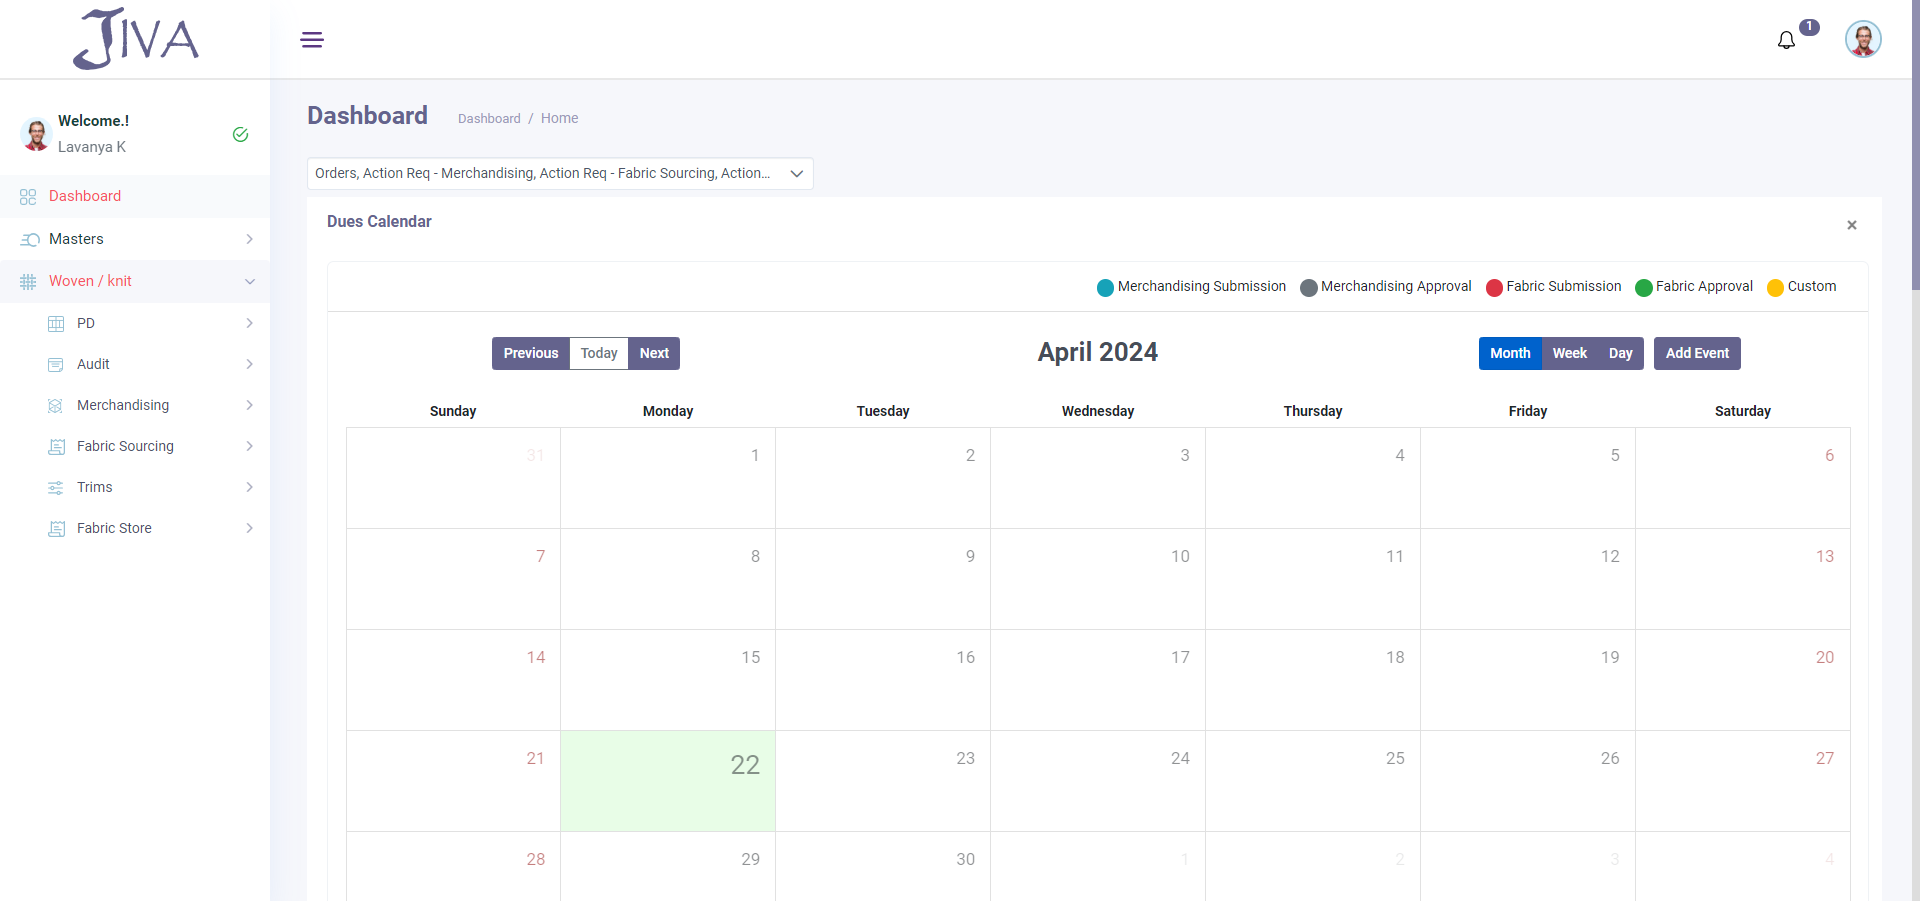 JIVA
1
Welcome.!
Lavanya K
Dashboard
Masters
Woven / knit
PD
Audit
Merchandising
Fabric Sourcing
Trims
Fabric Store
Dashboard
Dashboard / Home
Orders, Action Req - Merchandising, Action Req - Fabric Sourcing, Action...
Dues Calendar
×
Merchandising Submission Merchandising Approval Fabric Submission Fabric Approval Custom
Previous Today Next
April 2024
Month Week Day Add Event
Sunday Monday Tuesday Wednesday Thursday Friday Saturday
31 1 2 3 4 5 6
7 8 9 10 11 12 13
14 15 16 17 18 19 20
21 22 23 24 25 26 27
28 29 30 1 2 3 4